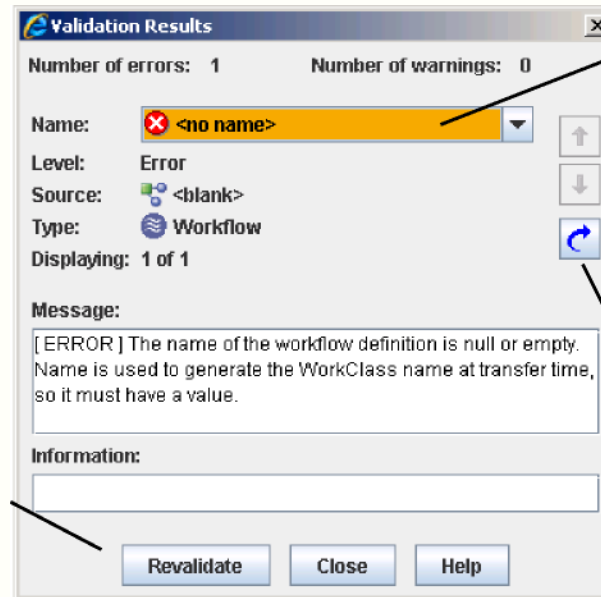 Validation Results
Number of errors: 1 Number of warnings: 0
Name: <no name>
Level: Error
Source: <blank>
Type: Workflow
Displaying: 1 of 1
Message:
[ ERROR ] The name of the workflow definition is null or empty.
Name is used to generate the WorkClass name at transfer time,
so it must have a value.
Information:
Revalidate Close Help